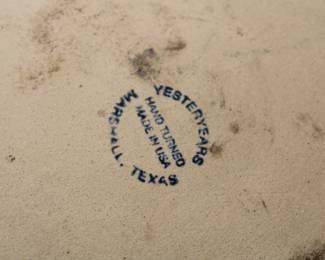 YESTERYEARS
HAND TURNED
MADE IN USA
MARSHALL, TEXAS